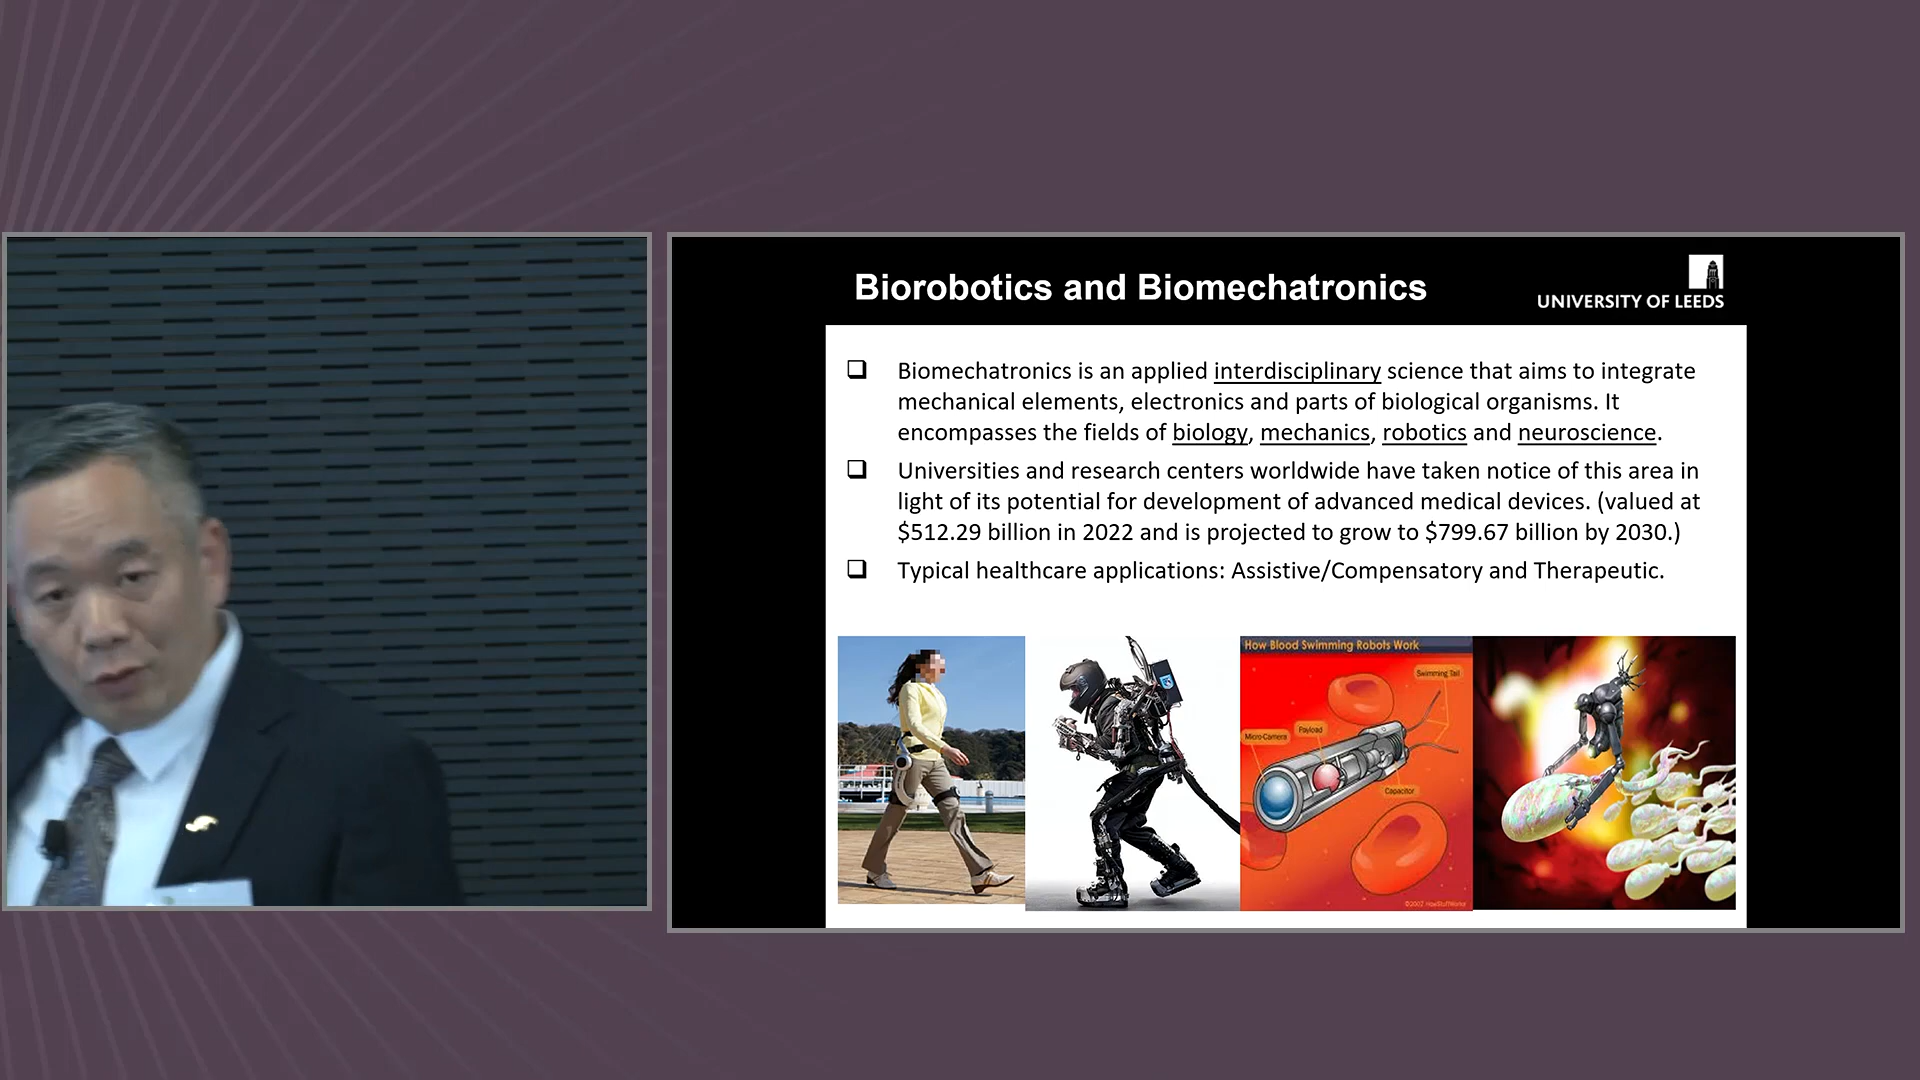 Biorobotics and Biomechatronics
UNIVERSITY OF LEEDS
Biomechatronics is an applied interdisciplinary science that aims to integrate
mechanical elements, electronics and parts of biological organisms. It
encompasses the fields of biology, mechanics, robotics and neuroscience.
Universities and research centers worldwide have taken notice of this area in
light of its potential for development of advanced medical devices. (valued at
$512.29 billion in 2022 and is projected to grow to $799.67 billion by 2030.)
Typical healthcare applications: Assistive/Compensatory and Therapeutic.
How Blood Swimming Robots Work
Swimming Tail
Micro-Camera
Payload
Capacitor
©2002 HowStuffWorks